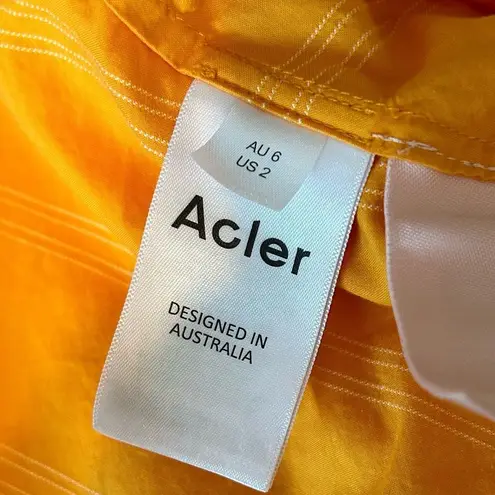 AU 6
US 2
Acler
DESIGNED IN
AUSTRALIA